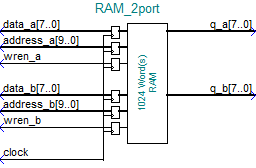 RAM_2port
data_a[7..0]
q_a[7..0]
address_a[9..0]
wren_a
1024 Word(s)
RAM
data_b[7..0]
q_b[7..0]
address_b[9..0]
wren_b
clock